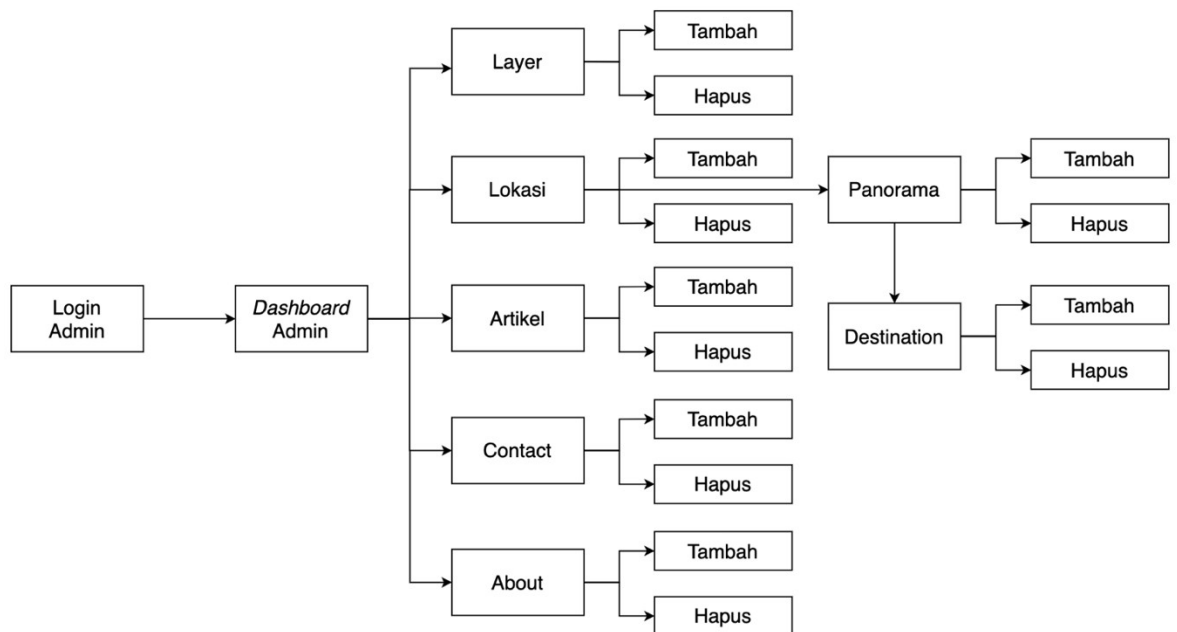 Login
Admin
Dashboard
Admin
Layer
Tambah
Hapus
Lokasi
Tambah
Hapus
Panorama
Tambah
Hapus
Destination
Tambah
Hapus
Artikel
Tambah
Hapus
Contact
Tambah
Hapus
About
Tambah
Hapus